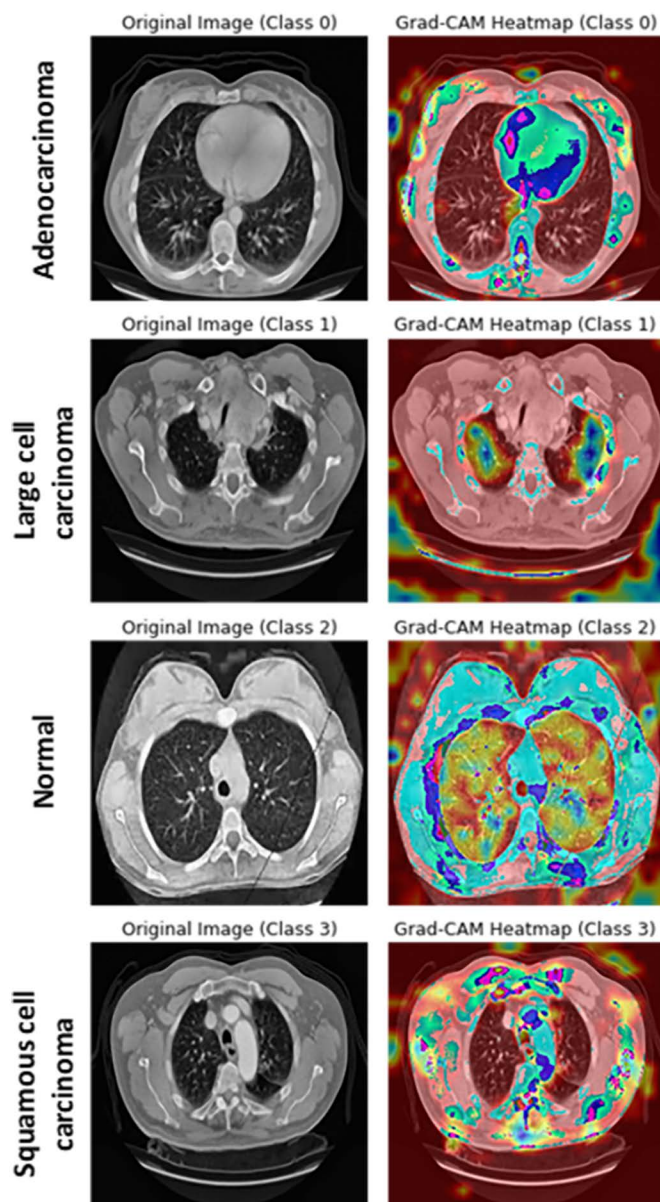 Original Image (Class 0)
Grad-CAM Heatmap (Class 0)
Adenocarcinoma
Original Image (Class 1)
Grad-CAM Heatmap (Class 1)
Large cell
carcinoma
Original Image (Class 2)
Grad-CAM Heatmap (Class 2)
Normal
Original Image (Class 3)
Grad-CAM Heatmap (Class 3)
Squamous cell
carcinoma